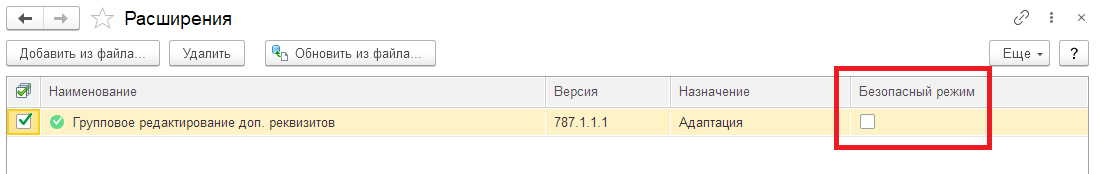 Расширения
Добавить из файла... Удалить Обновить из файла... Еще ?
Наименование Версия Назначение Безопасный режим
Групповое редактирование доп. реквизитов 787.1.1.1 Адаптация